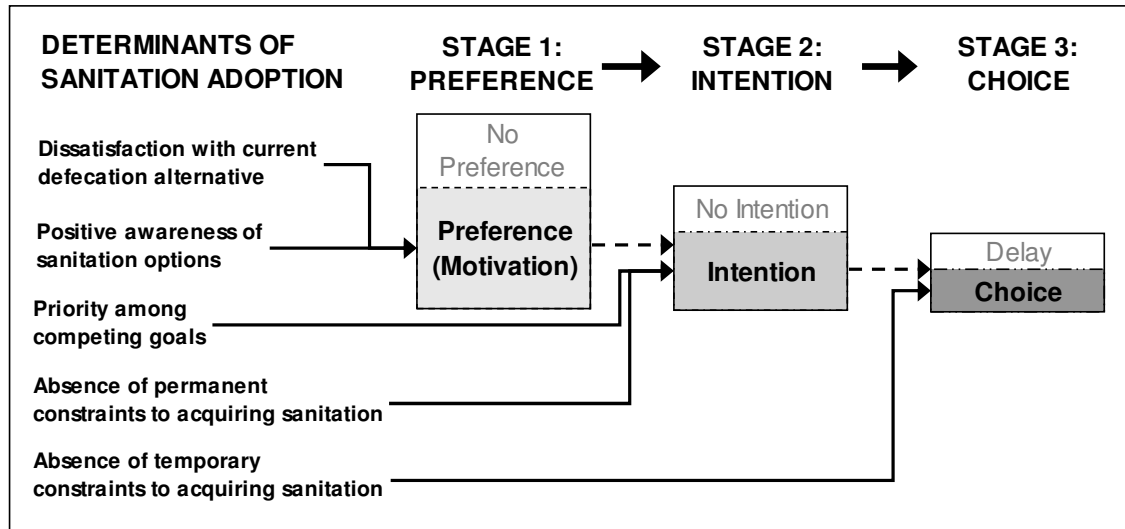 DETERMINANTS OF
SANITATION ADOPTION
STAGE 1:
PREFERENCE
STAGE 2:
INTENTION
STAGE 3:
CHOICE
Dissatisfaction with current
defecation alternative
Positive awareness of
sanitation options
Priority among
competing goals
Absence of permanent
constraints to acquiring sanitation
Absence of temporary
constraints to acquiring sanitation
No
Preference
Preference
(Motivation)
No Intention
Intention
Delay
Choice